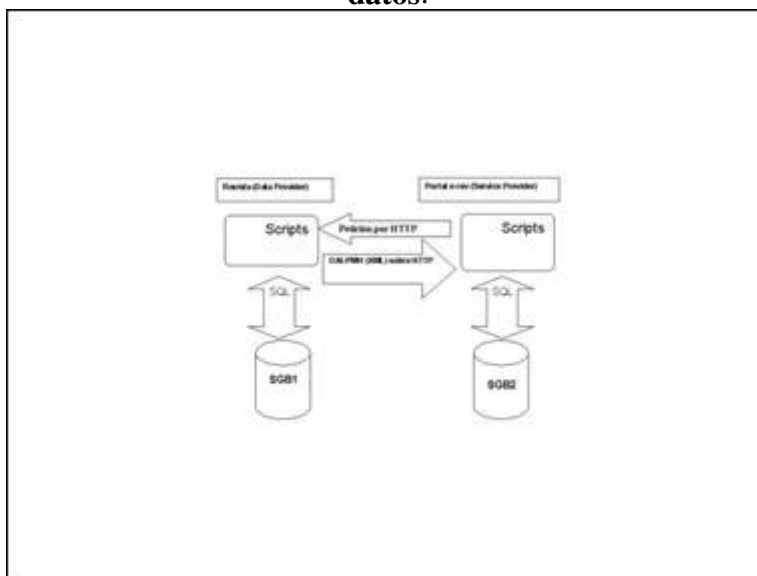 datos.
Revista (Data Provider)
Portal e-rev (Service Provider)
Scripts
Petición por HTTP
Scripts
OAI-PMH (XML) sobre HTTP
SQL
SQL
SGB1
SGB2